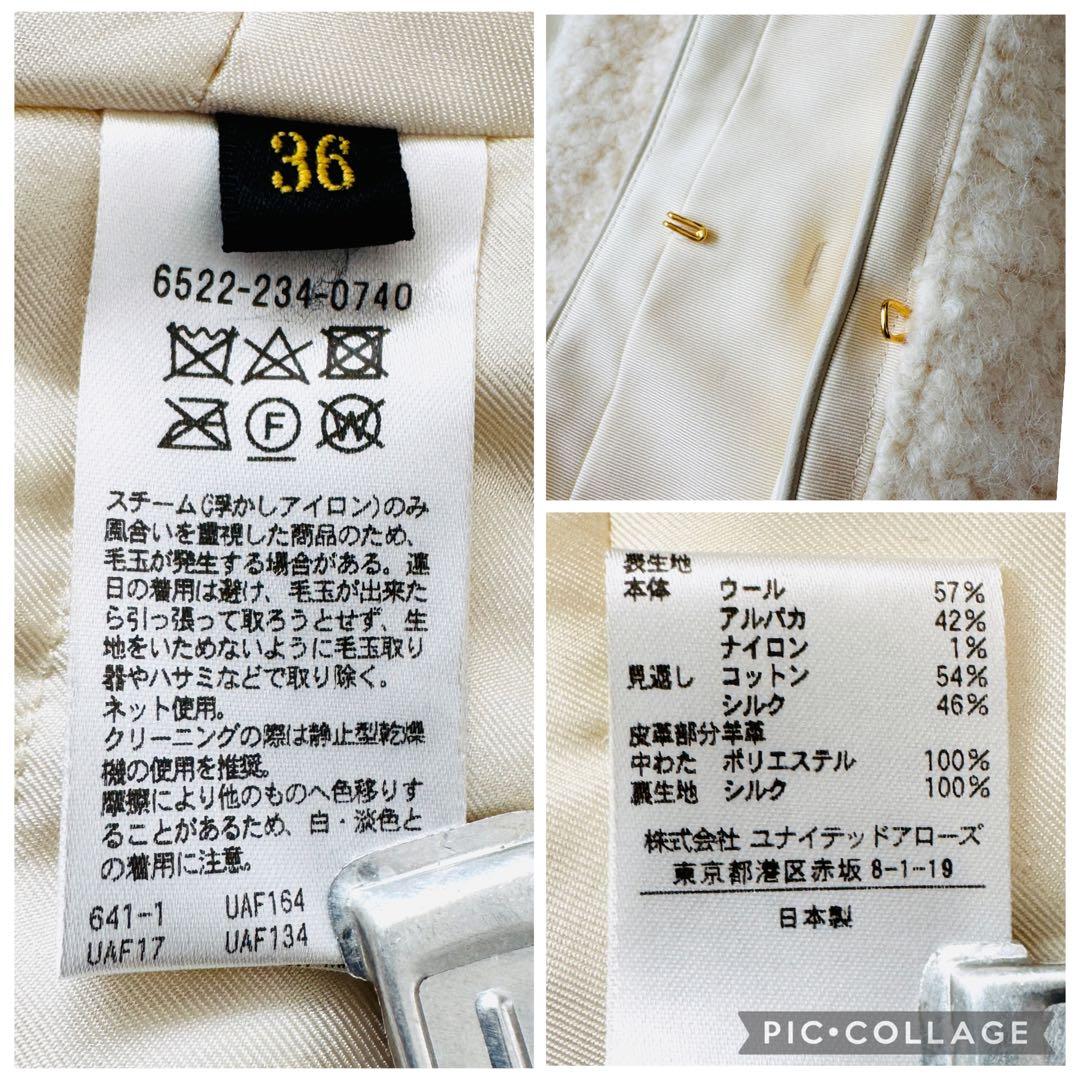 36
6522-234-0740
F
W
スチーム(浮かしアイロン)のみ
風合いを重視した商品のため、
毛玉が発生する場合がある。連
日の着用は避け、毛玉が出来た
ら引っ張って取ろうとせず、生
地をいためないように毛玉取り
器やハサミなどで取り除く。
ネット使用。
クリーニングの際は静止型乾燥
機の使用を推奨。
摩擦により他のものへ色移りす
ることがあるため、白・淡色と
の着用に注意。
641-1 UAF164
UAF17 UAF134
表生地
本体 ウール 57%
アルパカ 42%
ナイロン 1%
見返し コットン 54%
シルク 46%
皮革部分 羊革
中わた ポリエステル 100%
裏生地 シルク 100%
株式会社 ユナイテッドアローズ
東京都港区赤坂 8-1-19
日本製
PIC•COLLAGE